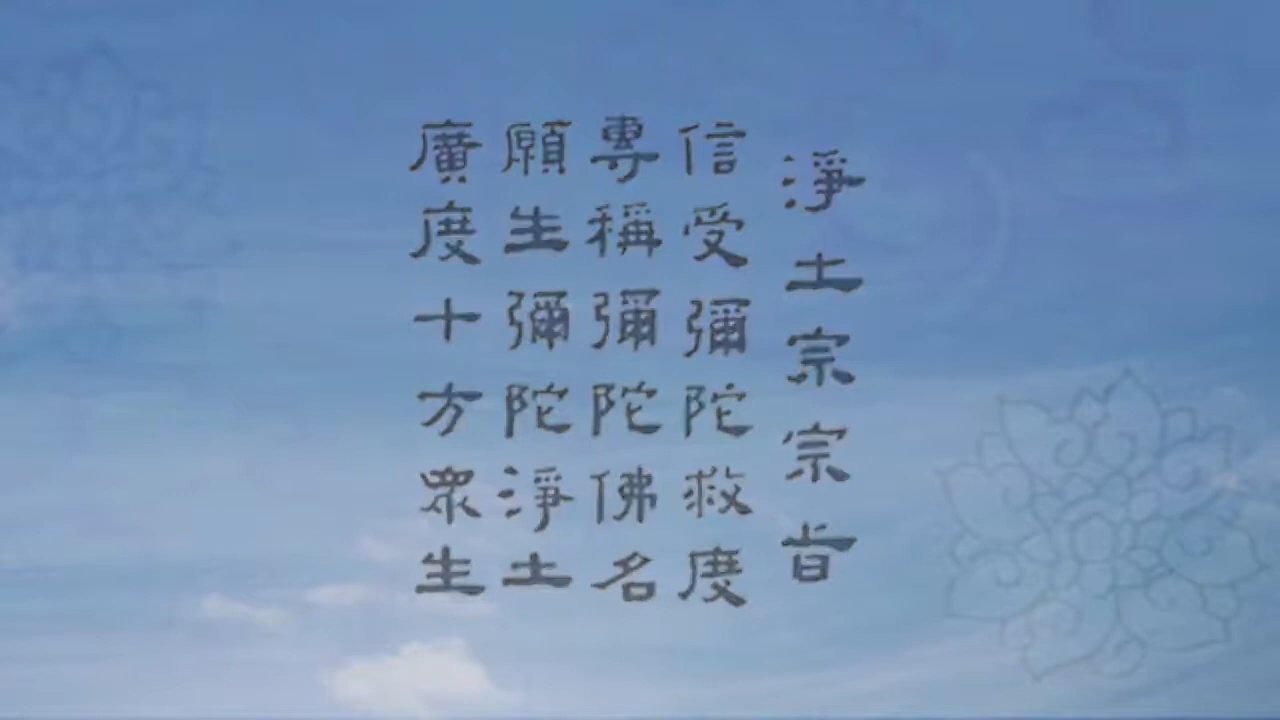 淨土宗宗旨
信受彌陀救度
專稱彌陀佛名
願生彌陀淨土
廣度十方眾生